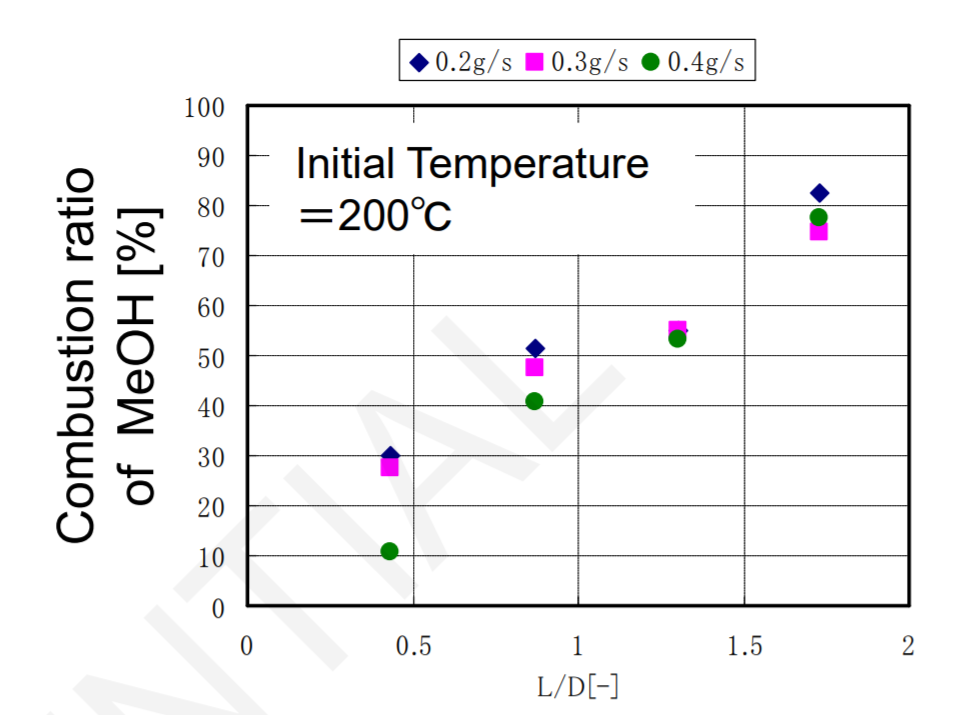 0.2g/s 0.3g/s 0.4g/s
100
90
80
70
60
50
40
30
20
10
0
Initial Temperature
＝200℃
Combustion ratio
of MeOH [%]
0 0.5 1 1.5 2
L/D[-]
NTIAL